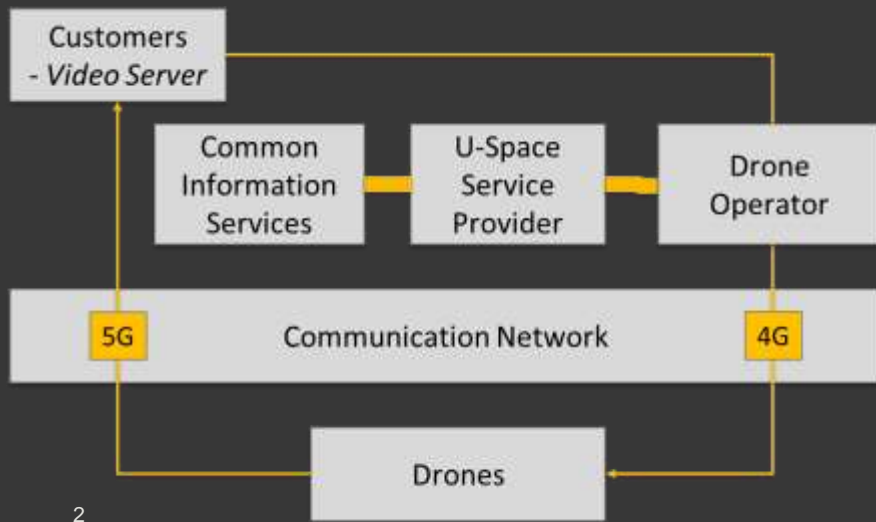 Customers
- Video Server
Common
Information
Services
U-Space
Service
Provider
Drone
Operator
5G
Communication Network
4G
Drones
2